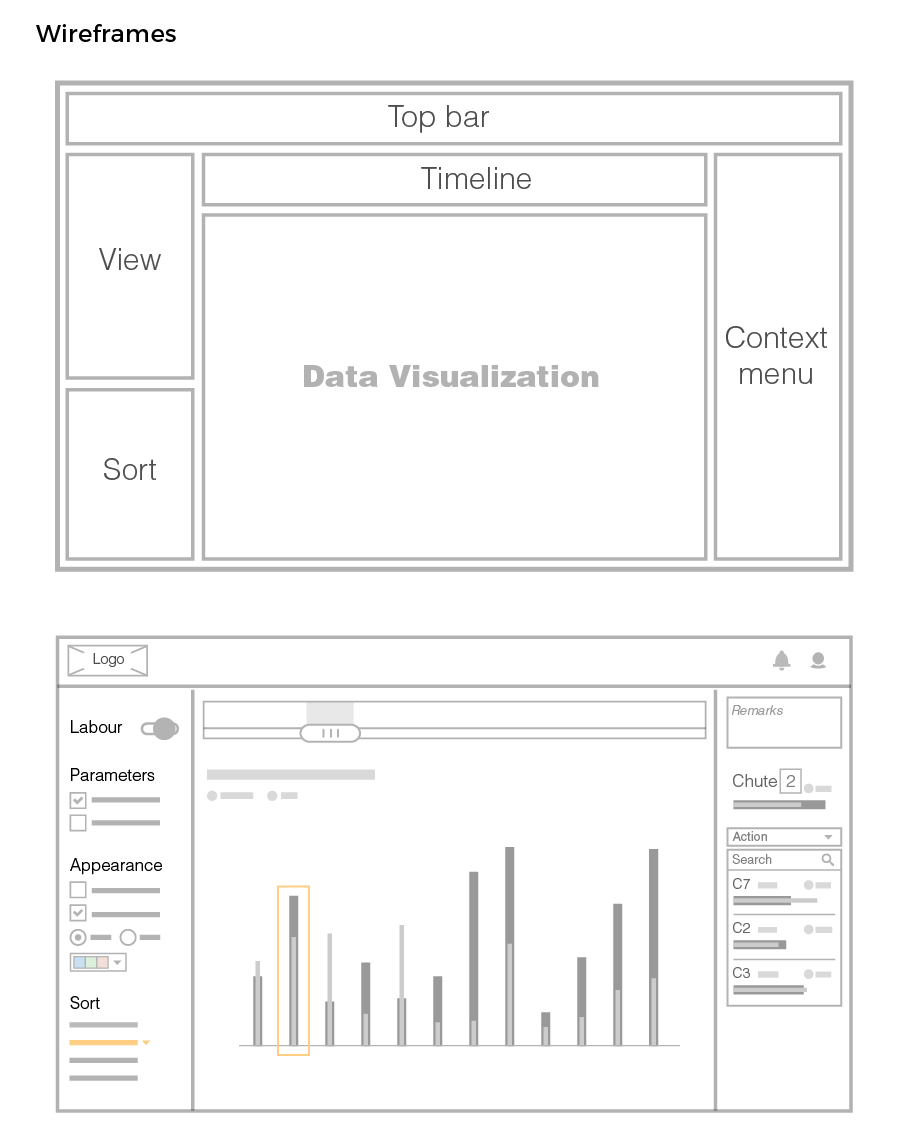 Wireframes
Top bar
Timeline
View
Data Visualization
Context
menu
Sort
Logo
Labour
Parameters
Appearance
Sort
Remarks
Chute 2
Action
Search
C7
C2
C3